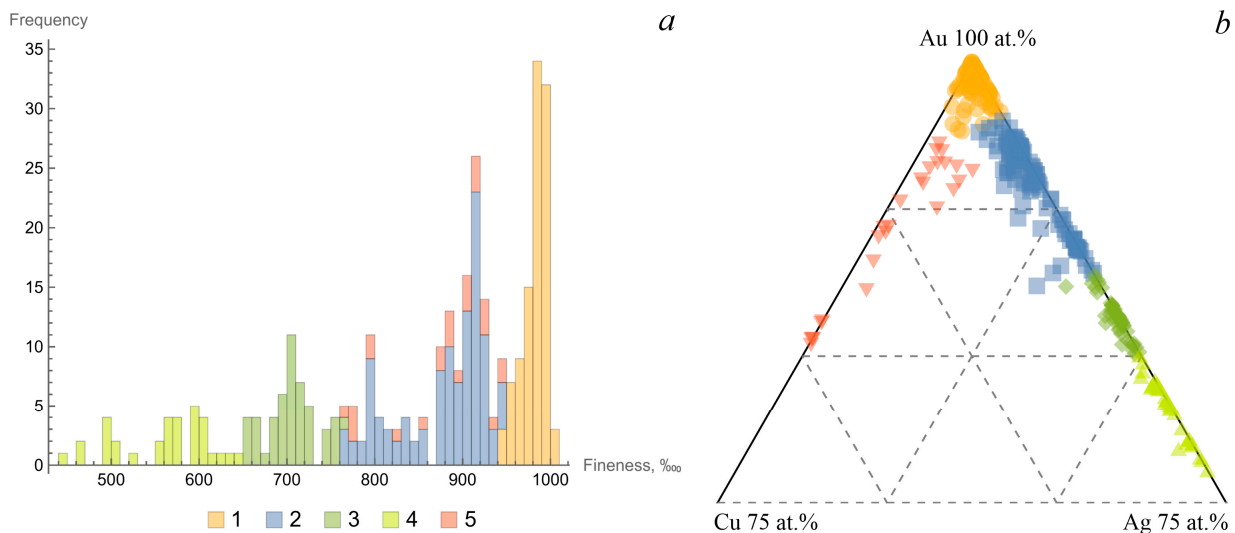 Frequency
a
35
30
25
20
15
10
5
0
500 600 700 800 900 1000
Fineness, ‱
1 2 3 4 5
b
Au 100 at.%
Cu 75 at.%
Ag 75 at.%